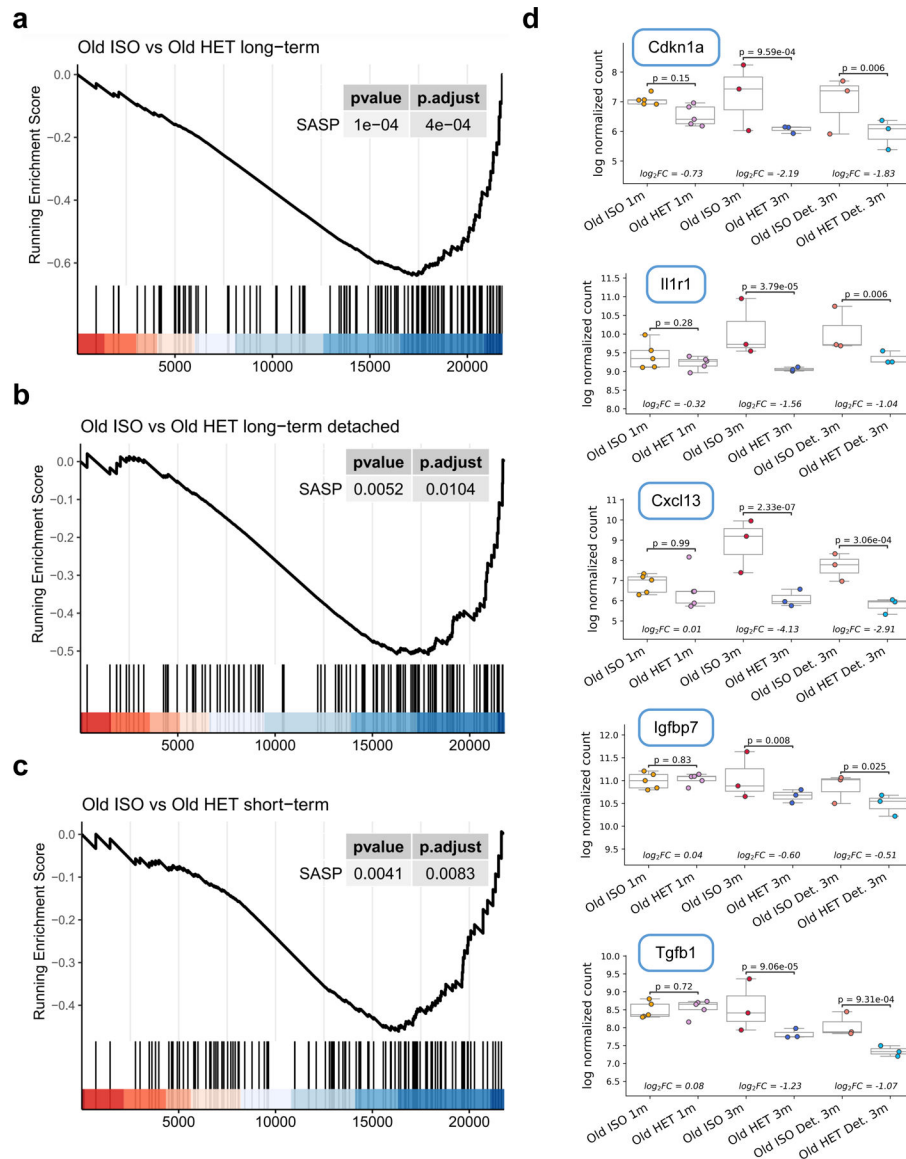 a
Old ISO vs Old HET long−term
pvalue p.adjust
SASP 1e−04 4e−04
Running Enrichment Score
0.0
−0.2
−0.4
−0.6
5000 10000 15000 20000
b
Old ISO vs Old HET long−term detached
pvalue p.adjust
SASP 0.0052 0.0104
Running Enrichment Score
0.0
−0.1
−0.2
−0.3
−0.4
−0.5
5000 10000 15000 20000
c
Old ISO vs Old HET short−term
pvalue p.adjust
SASP 0.0041 0.0083
Running Enrichment Score
0.0
−0.1
−0.2
−0.3
−0.4
5000 10000 15000 20000
d
Cdkn1a
log normalized count
8
7
6
5
p = 0.15 p = 9.59e-04 p = 0.006
log2FC = -0.73 log2FC = -2.19 log2FC = -1.83
Old ISO 1m Old HET 1m Old ISO 3m Old HET 3m Old ISO Det. 3m Old HET Det. 3m
Il1r1
log normalized count
11.5
11.0
10.5
10.0
9.5
9.0
8.5
8.0
p = 0.28 p = 3.79e-05 p = 0.006
log2FC = -0.32 log2FC = -1.56 log2FC = -1.04
Old ISO 1m Old HET 1m Old ISO 3m Old HET 3m Old ISO Det. 3m Old HET Det. 3m
Cxcl13
log normalized count
11
10
9
8
7
6
5
p = 0.99 p = 2.33e-07 p = 3.06e-04
log2FC = 0.01 log2FC = -4.13 log2FC = -2.91
Old ISO 1m Old HET 1m Old ISO 3m Old HET 3m Old ISO Det. 3m Old HET Det. 3m
Igfbp7
log normalized count
12.0
11.5
11.0
10.5
10.0
9.5
p = 0.83 p = 0.008 p = 0.025
log2FC = 0.04 log2FC = -0.60 log2FC = -0.51
Old ISO 1m Old HET 1m Old ISO 3m Old HET 3m Old ISO Det. 3m Old HET Det. 3m
Tgfb1
log normalized count
10.0
9.5
9.0
8.5
8.0
7.5
7.0
6.5
p = 0.72 p = 9.06e-05 p = 9.31e-04
log2FC = 0.08 log2FC = -1.23 log2FC = -1.07
Old ISO 1m Old HET 1m Old ISO 3m Old HET 3m Old ISO Det. 3m Old HET Det. 3m